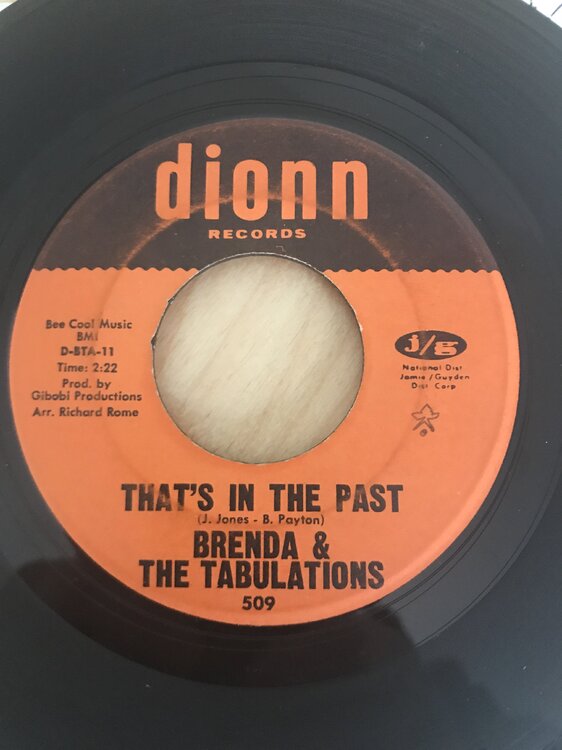 dionn
RECORDS
Bee Cool Music
BMI
D-BTA-11
Time: 2:22
Prod. by
Gibobi Productions
Arr. Richard Rome
j/g
National Dist
Jamie/Guyden
Dist Corp
THAT'S IN THE PAST
(J. Jones - B. Payton)
BRENDA &
THE TABULATIONS
509